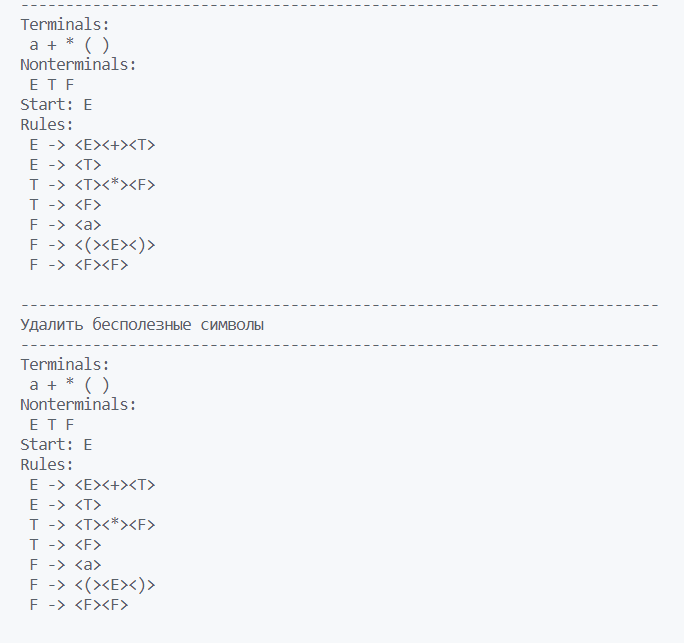 -----------------------------------------------------------------------
Terminals:
 a + * ( )
Nonterminals:
 E T F
Start: E
Rules:
 E -> <E><+><T>
 E -> <T>
 T -> <T><*><F>
 T -> <F>
 F -> <a>
 F -> <(><E><)>
 F -> <F><F>
-----------------------------------------------------------------------
Удалить бесполезные символы
-----------------------------------------------------------------------
Terminals:
 a + * ( )
Nonterminals:
 E T F
Start: E
Rules:
 E -> <E><+><T>
 E -> <T>
 T -> <T><*><F>
 T -> <F>
 F -> <a>
 F -> <(><E><)>
 F -> <F><F>